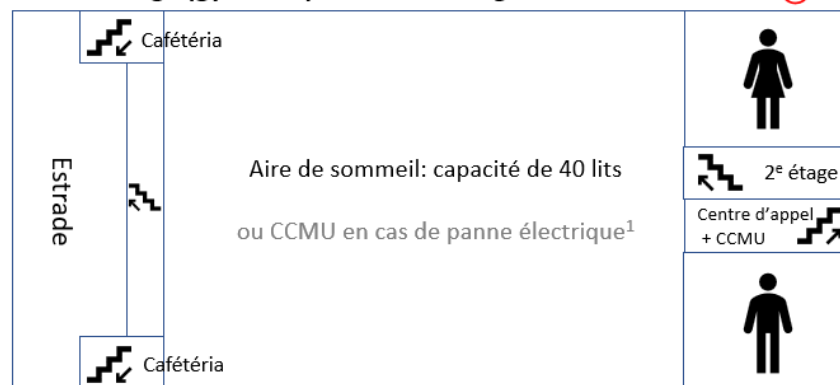 Cafétéria
Estrade
Aire de sommeil: capacité de 40 lits
ou CCMU en cas de panne électrique¹
2ᵉ étage
Centre d'appel
+ CCMU
Cafétéria